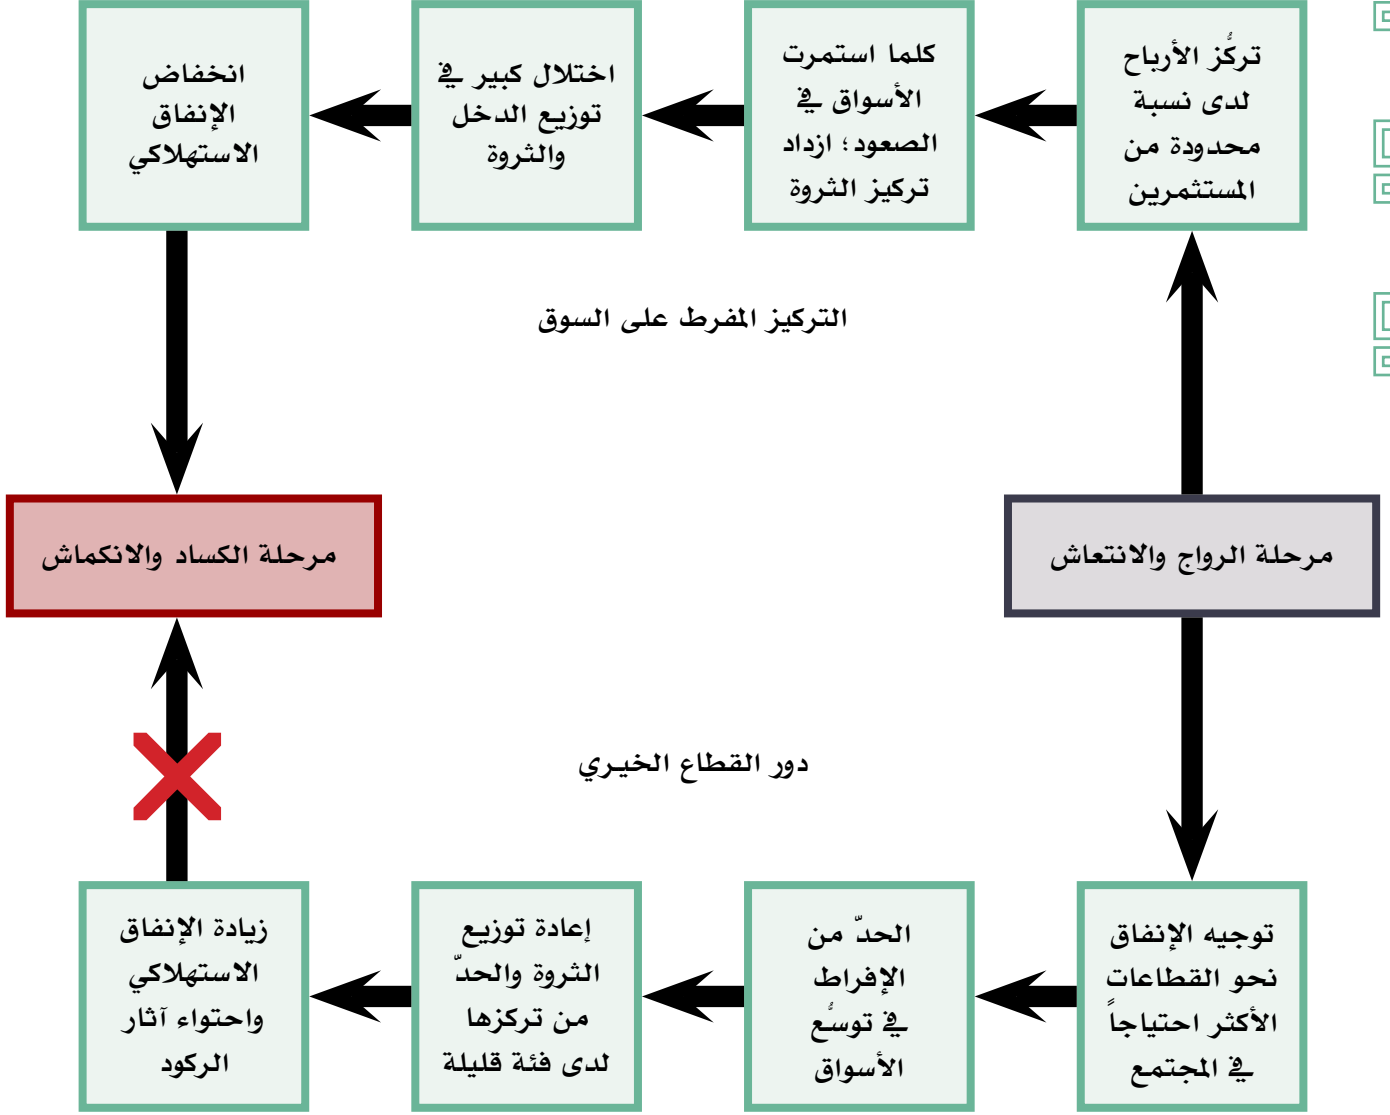 تركُّز الأرباح
لدى نسبة
محدودة من
المستثمرين
كلما استمرت
الأسواق في
الصعود؛ ازداد
تركيز الثروة
اختلال كبير في
توزيع الدخل
والثروة
انخفاض
الإنفاق
الاستهلاكي
التركيز المفرط على السوق
مرحلة الرواج والانتعاش
مرحلة الكساد والانكماش
دور القطاع الخيري
توجيه الإنفاق
نحو القطاعات
الأكثر احتياجاً
في المجتمع
الحدّ من
الإفراط
في توسُّع
الأسواق
إعادة توزيع
الثروة والحدّ
من تركزها
لدى فئة قليلة
زيادة الإنفاق
الاستهلاكي
واحتواء آثار
الركود